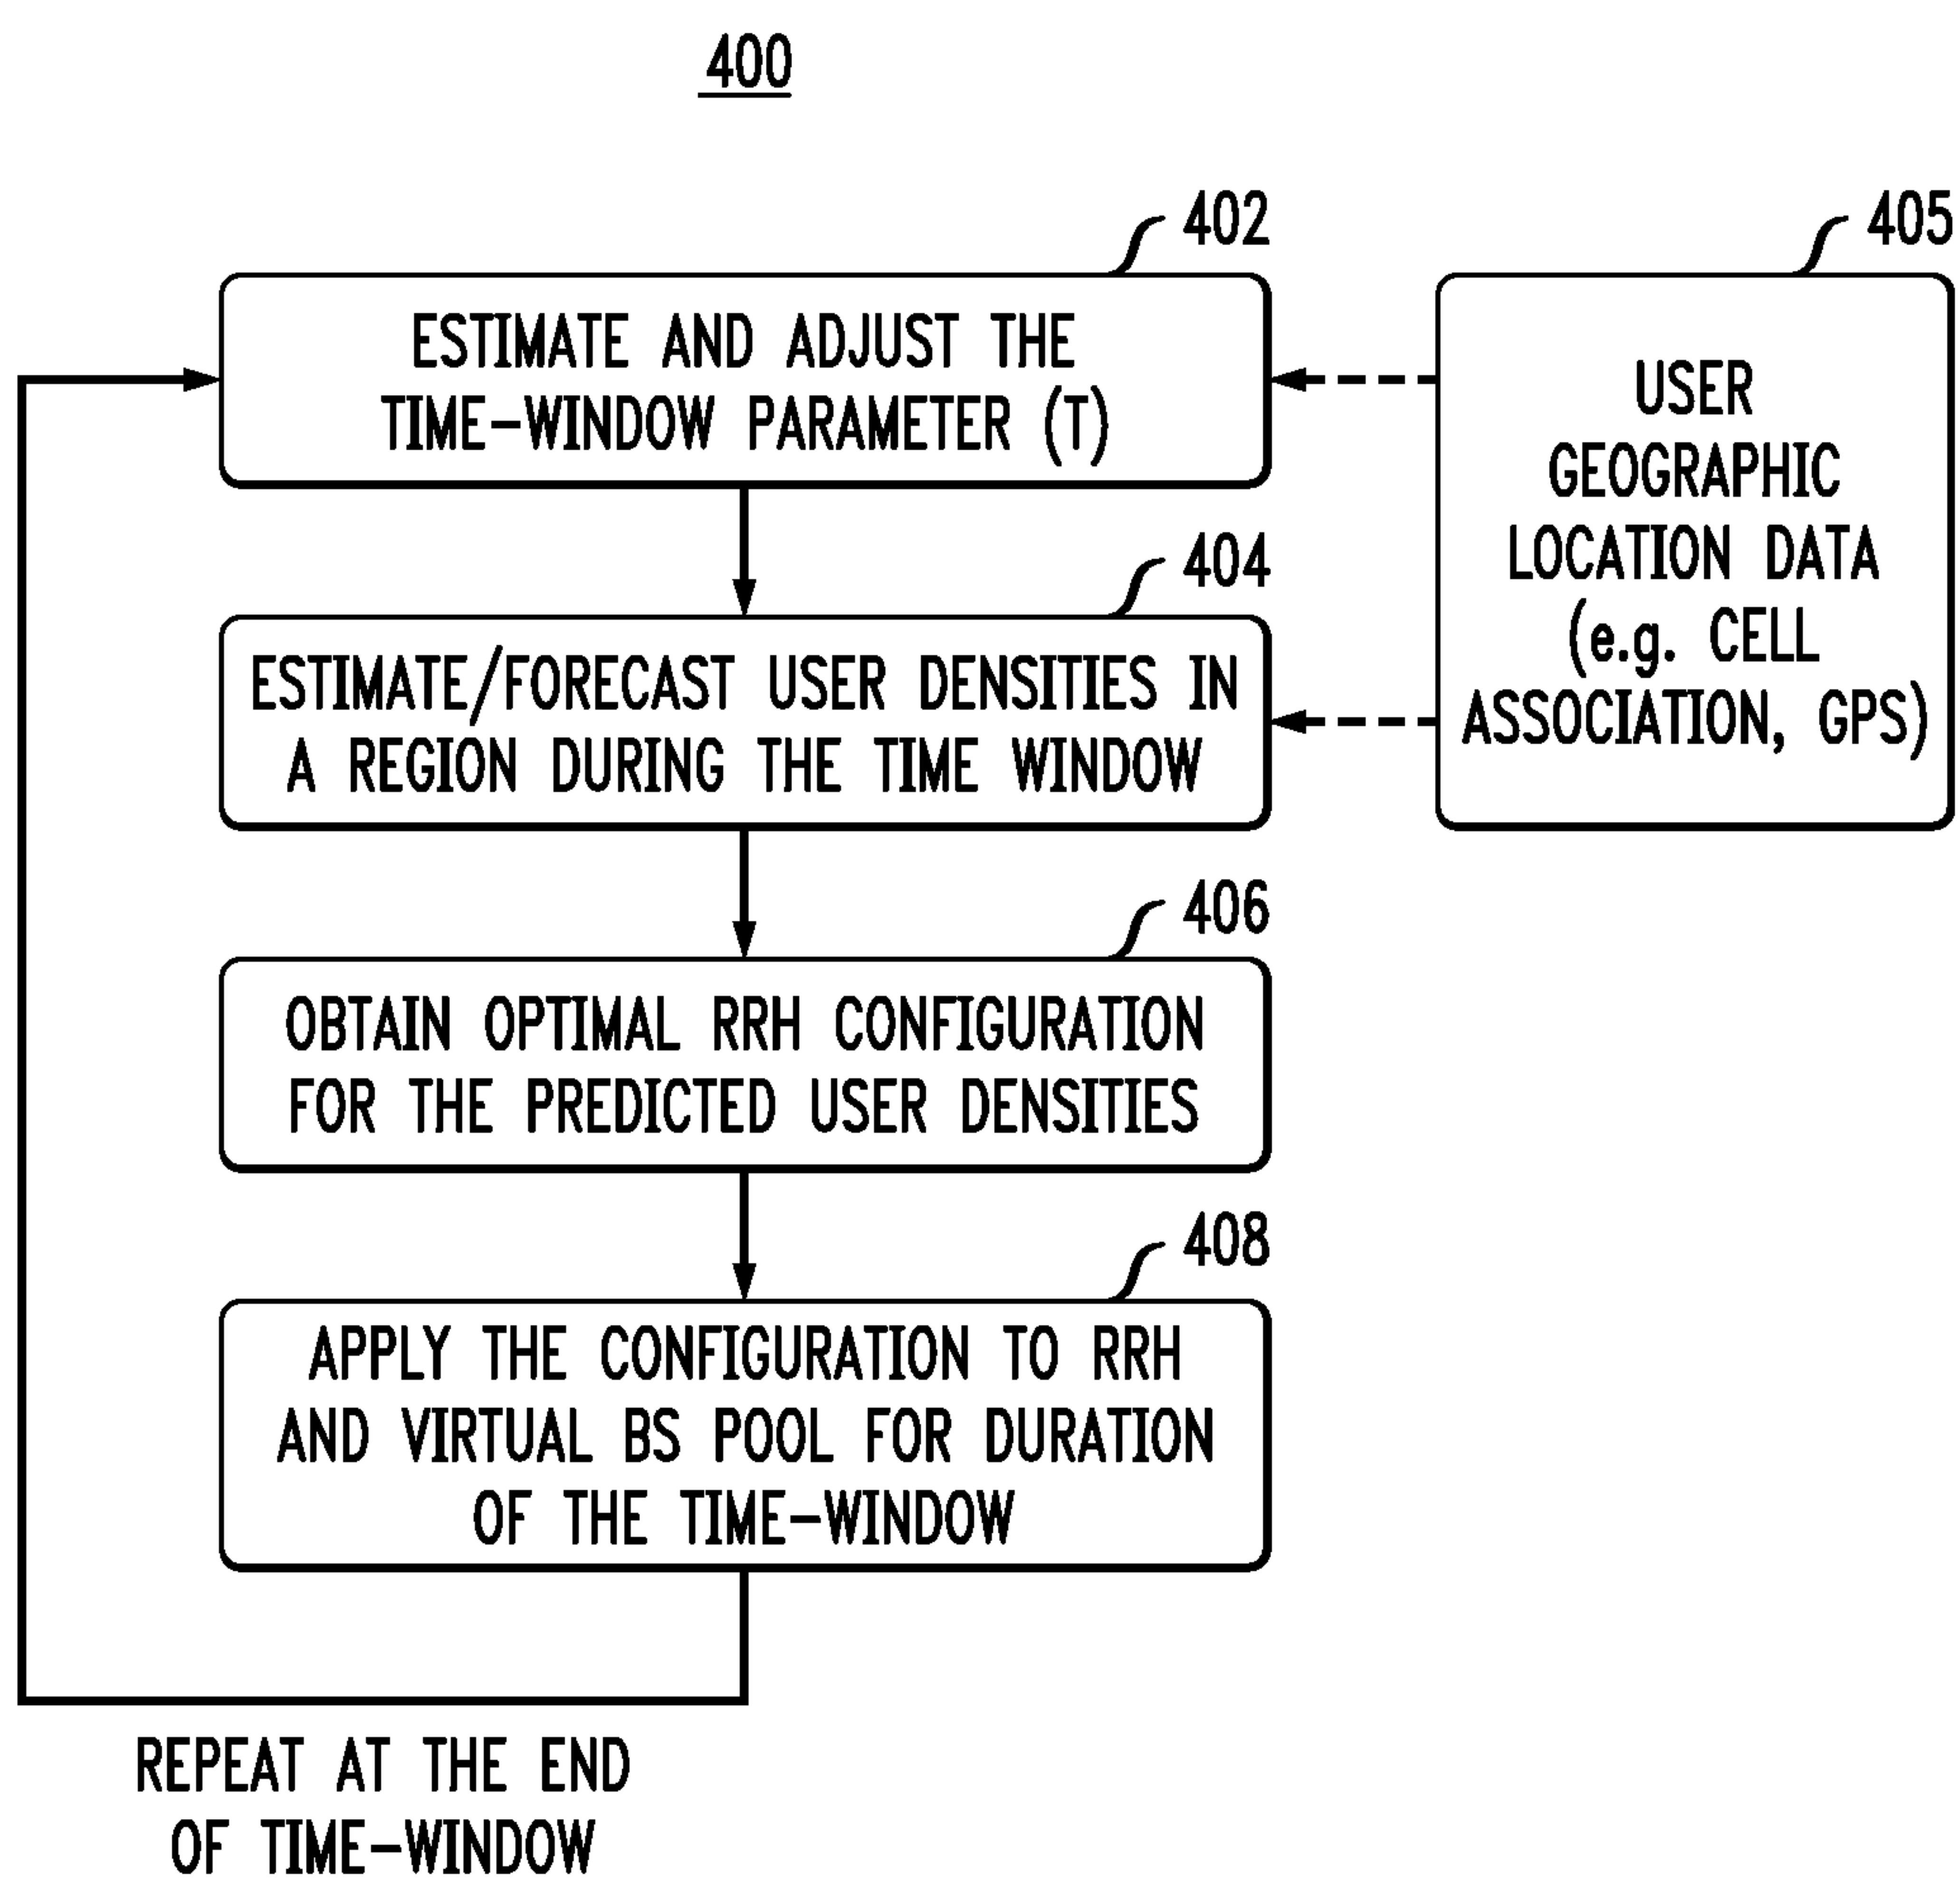 400
402
ESTIMATE AND ADJUST THE
TIME-WINDOW PARAMETER (T)
404
ESTIMATE/FORECAST USER DENSITIES IN
A REGION DURING THE TIME WINDOW
405
USER
GEOGRAPHIC
LOCATION DATA
(e.g. CELL
ASSOCIATION, GPS)
406
OBTAIN OPTIMAL RRH CONFIGURATION
FOR THE PREDICTED USER DENSITIES
408
APPLY THE CONFIGURATION TO RRH
AND VIRTUAL BS POOL FOR DURATION
OF THE TIME-WINDOW
REPEAT AT THE END
OF TIME-WINDOW